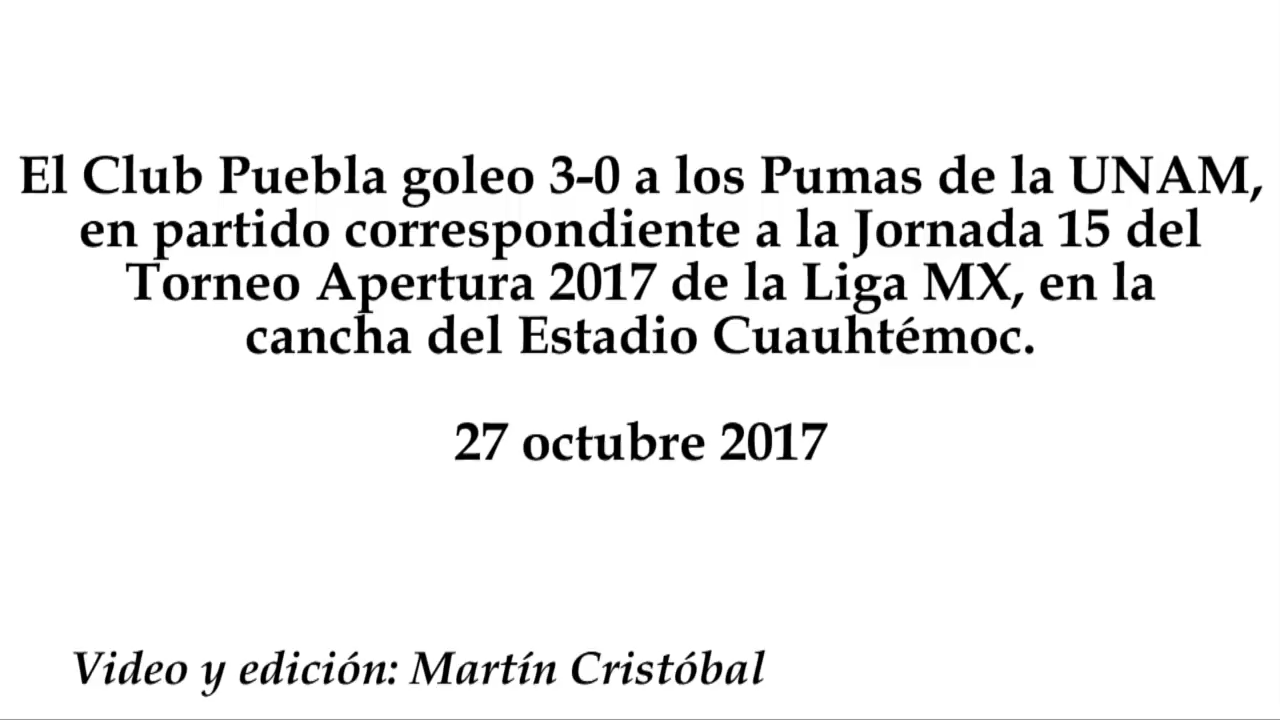 El Club Puebla goleo 3-0 a los Pumas de la UNAM,
en partido correspondiente a la Jornada 15 del
Torneo Apertura 2017 de la Liga MX, en la
cancha del Estadio Cuauhtémoc.
27 octubre 2017
Video y edición: Martín Cristóbal